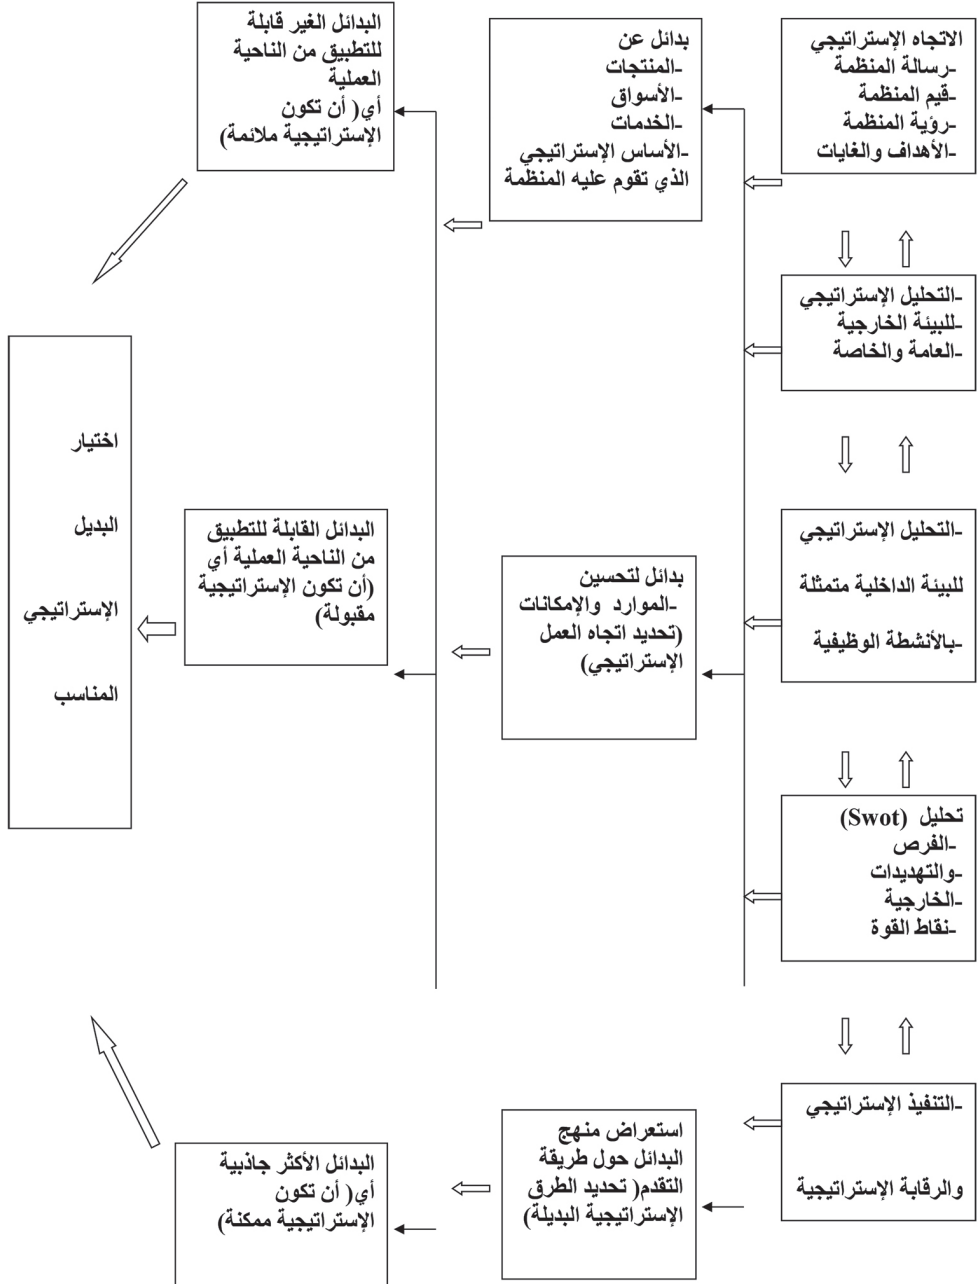 الاتجاه الإستراتيجي
-رسالة المنظمة
-قيم المنظمة
-رؤية المنظمة
-الأهداف والغايات
-التحليل الإستراتيجي
-للبيئة الخارجية
-العامة والخاصة
-التحليل الإستراتيجي
للبيئة الداخلية متمثلة
-بالأنشطة الوظيفية
تحليل (Swot)
-الفرص
-والتهديدات
-الخارجية
-نقاط القوة
-التنفيذ الإستراتيجي
والرقابة الإستراتيجية
بدائل عن
-المنتجات
-الأسواق
-الخدمات
-الأساس الإستراتيجي
الذي تقوم عليه المنظمة
بدائل لتحسين
-الموارد والإمكانات
(تحديد اتجاه العمل
الإستراتيجي)
استعراض منهج
البدائل حول طريقة
التقدم( تحديد الطرق
الإستراتيجية البديلة)
البدائل الغير قابلة
للتطبيق من الناحية
العملية
أي( أن تكون
الإستراتيجية ملائمة)
البدائل القابلة للتطبيق
من الناحية العملية أي
(أن تكون الإستراتيجية
مقبولة)
البدائل الأكثر جاذبية
أي( أن تكون
الإستراتيجية ممكنة)
اختيار
البديل
الإستراتيجي
المناسب